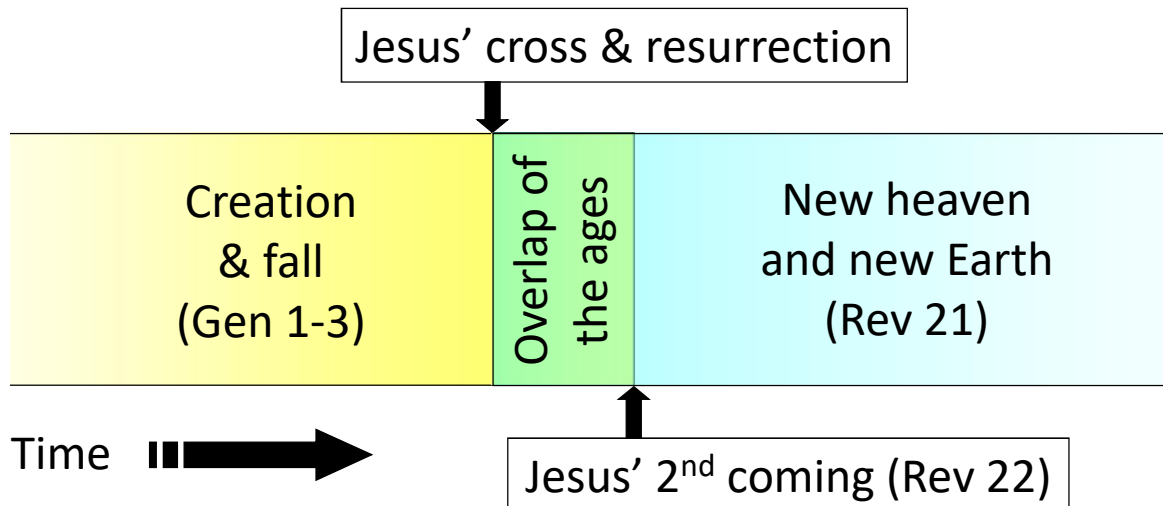 Jesus’ cross & resurrection
Creation
& fall
(Gen 1-3)
Overlap of
the ages
New heaven
and new Earth
(Rev 21)
Time
Jesus’ 2nd coming (Rev 22)